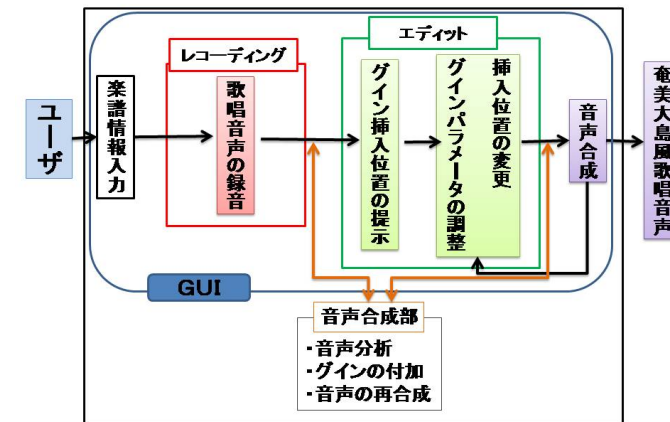 ユーザ
楽譜情報入力
レコーディング
歌唱音声の録音
エディット
グイン挿入位置の提示
挿入位置の変更
グインパラメータの調整
音声合成
奄美大島風歌唱音声
GUI
音声合成部
・音声分析
・グインの付加
・音声の再合成